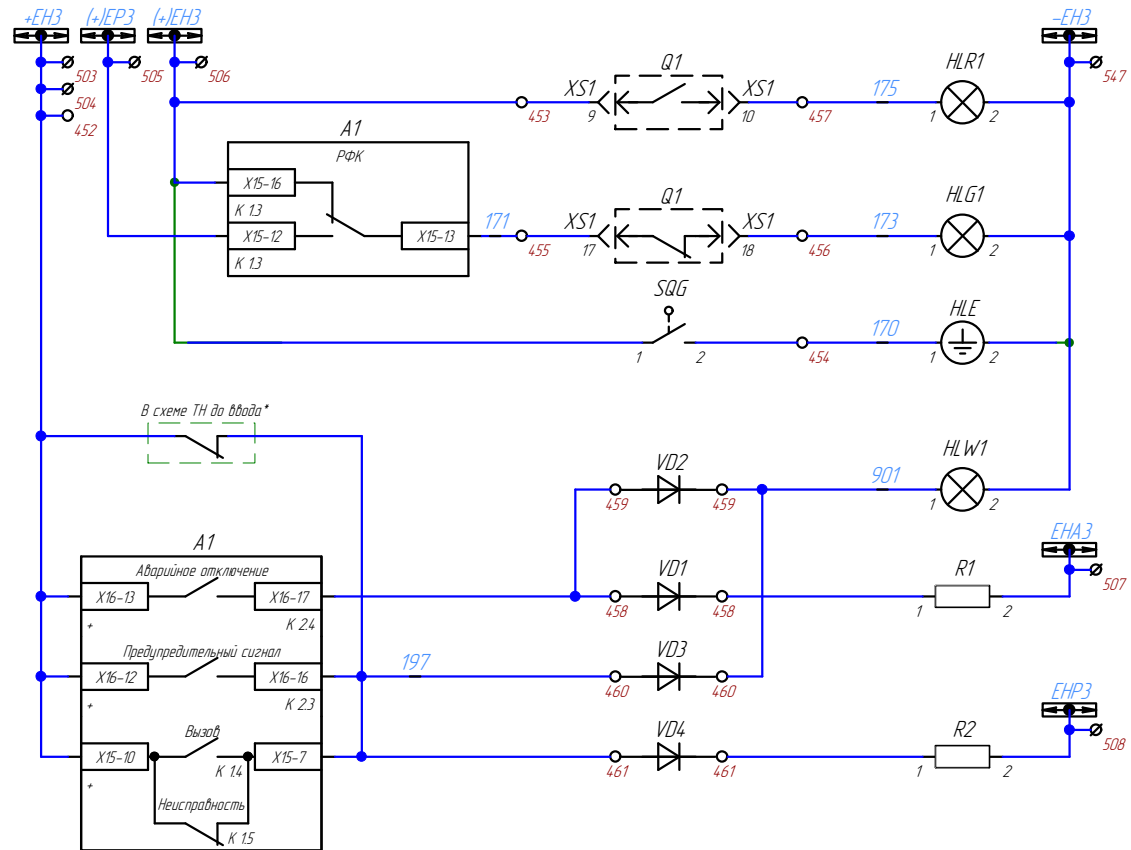 +EH3
(+)EP3
(+)EH3
-EH3
503
505
506
547
504
452
XS1
Q1
XS1
175
HLR1
453
9
10
457
1
2
A1
РФК
X15-16
К 1.3
X15-12
X15-13
К 1.3
171
455
XS1
Q1
XS1
17
18
456
173
HLG1
1
2
SQG
1
2
454
170
HLE
1
2
В схеме ТН до ввода*
VD2
459
459
901
HLW1
1
2
A1
Аварийное отключение
X16-13
X16-17
+
К 2.4
VD1
458
458
R1
1
2
EHA3
507
Предупредительный сигнал
X16-12
X16-16
+
К 2.3
197
VD3
460
460
Вызов
X15-10
X15-7
+
К 1.4
VD4
461
461
R2
1
2
EHP3
508
Неисправность
К 1.5